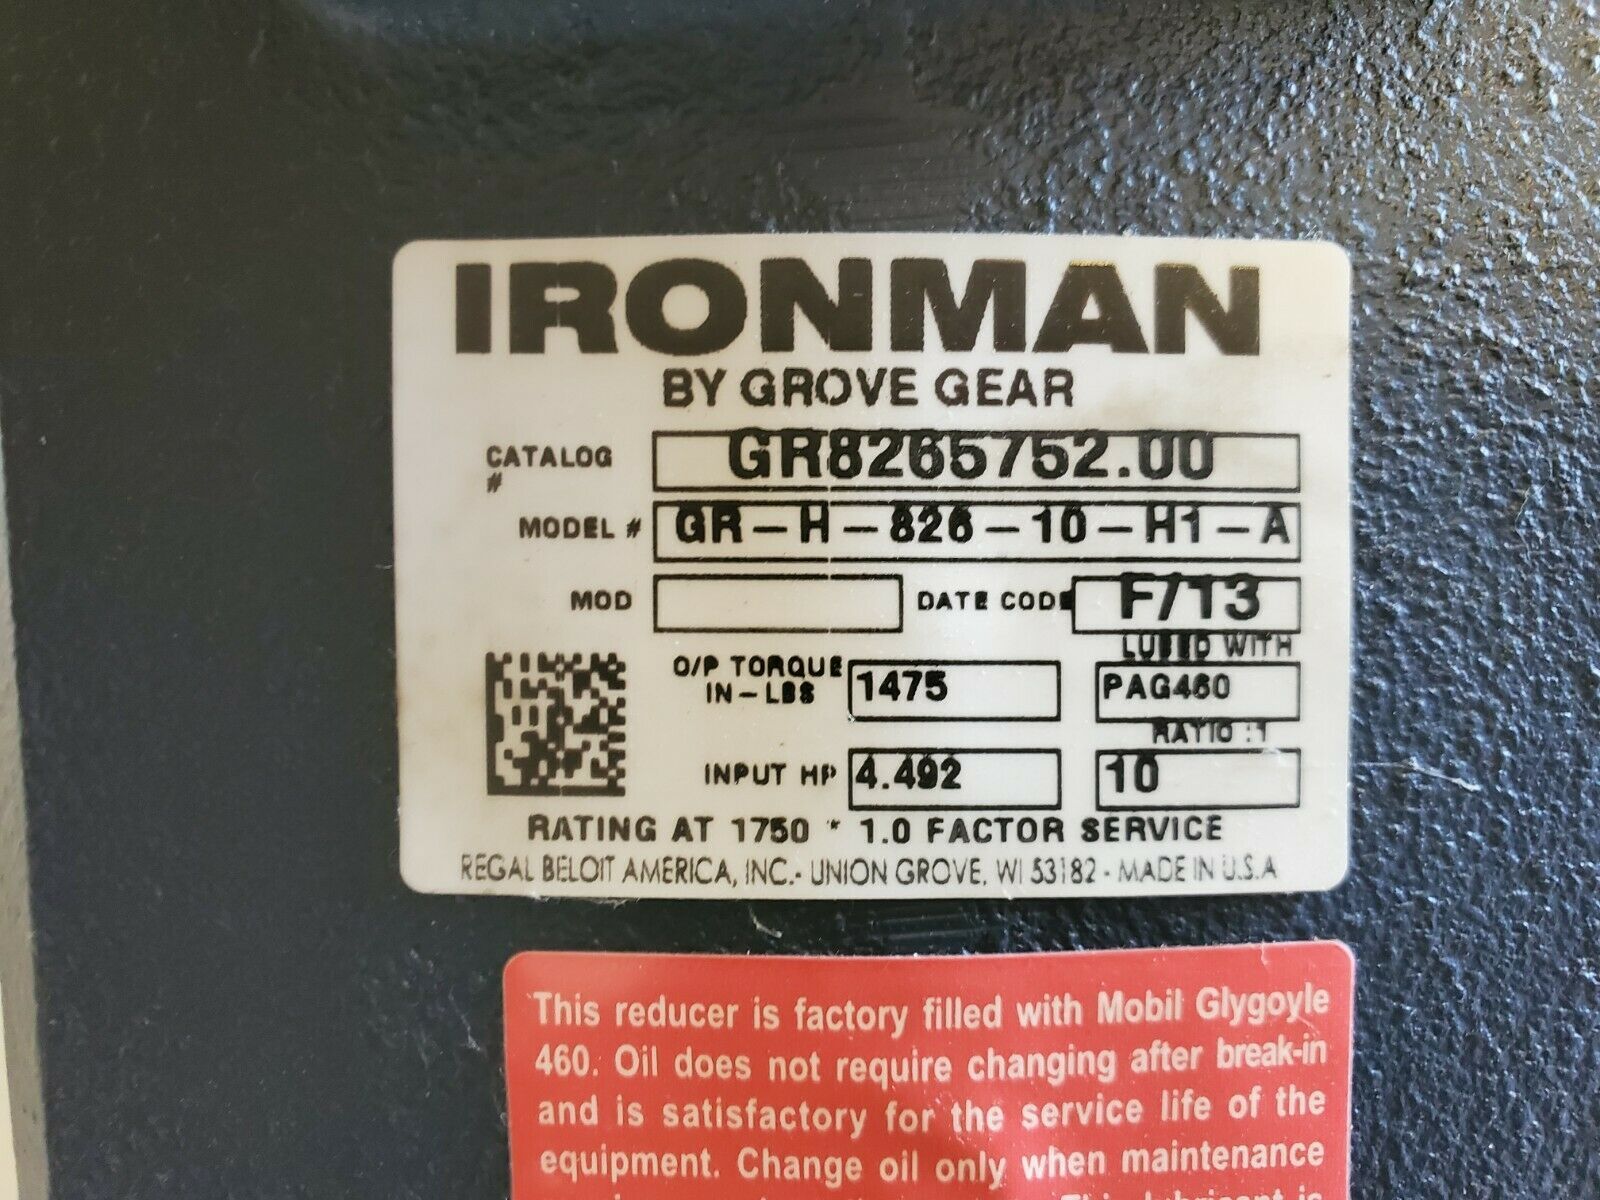 IRONMAN
BY GROVE GEAR
CATALOG # GR8265752.00
MODEL # GR-H-826-10-H1-A
MOD DATE CODE F/13
LUBED WITH
O/P TORQUE IN-LBS 1475 PAG460
RATIO :1
INPUT HP 4.492 10
RATING AT 1750 * 1.0 FACTOR SERVICE
REGAL BELOIT AMERICA, INC.- UNION GROVE, WI 53182 - MADE IN U.S.A
This reducer is factory filled with Mobil Glygoyle
460. Oil does not require changing after break-in
and is satisfactory for the service life of the
equipment. Change oil only when maintenance
This lubricant is